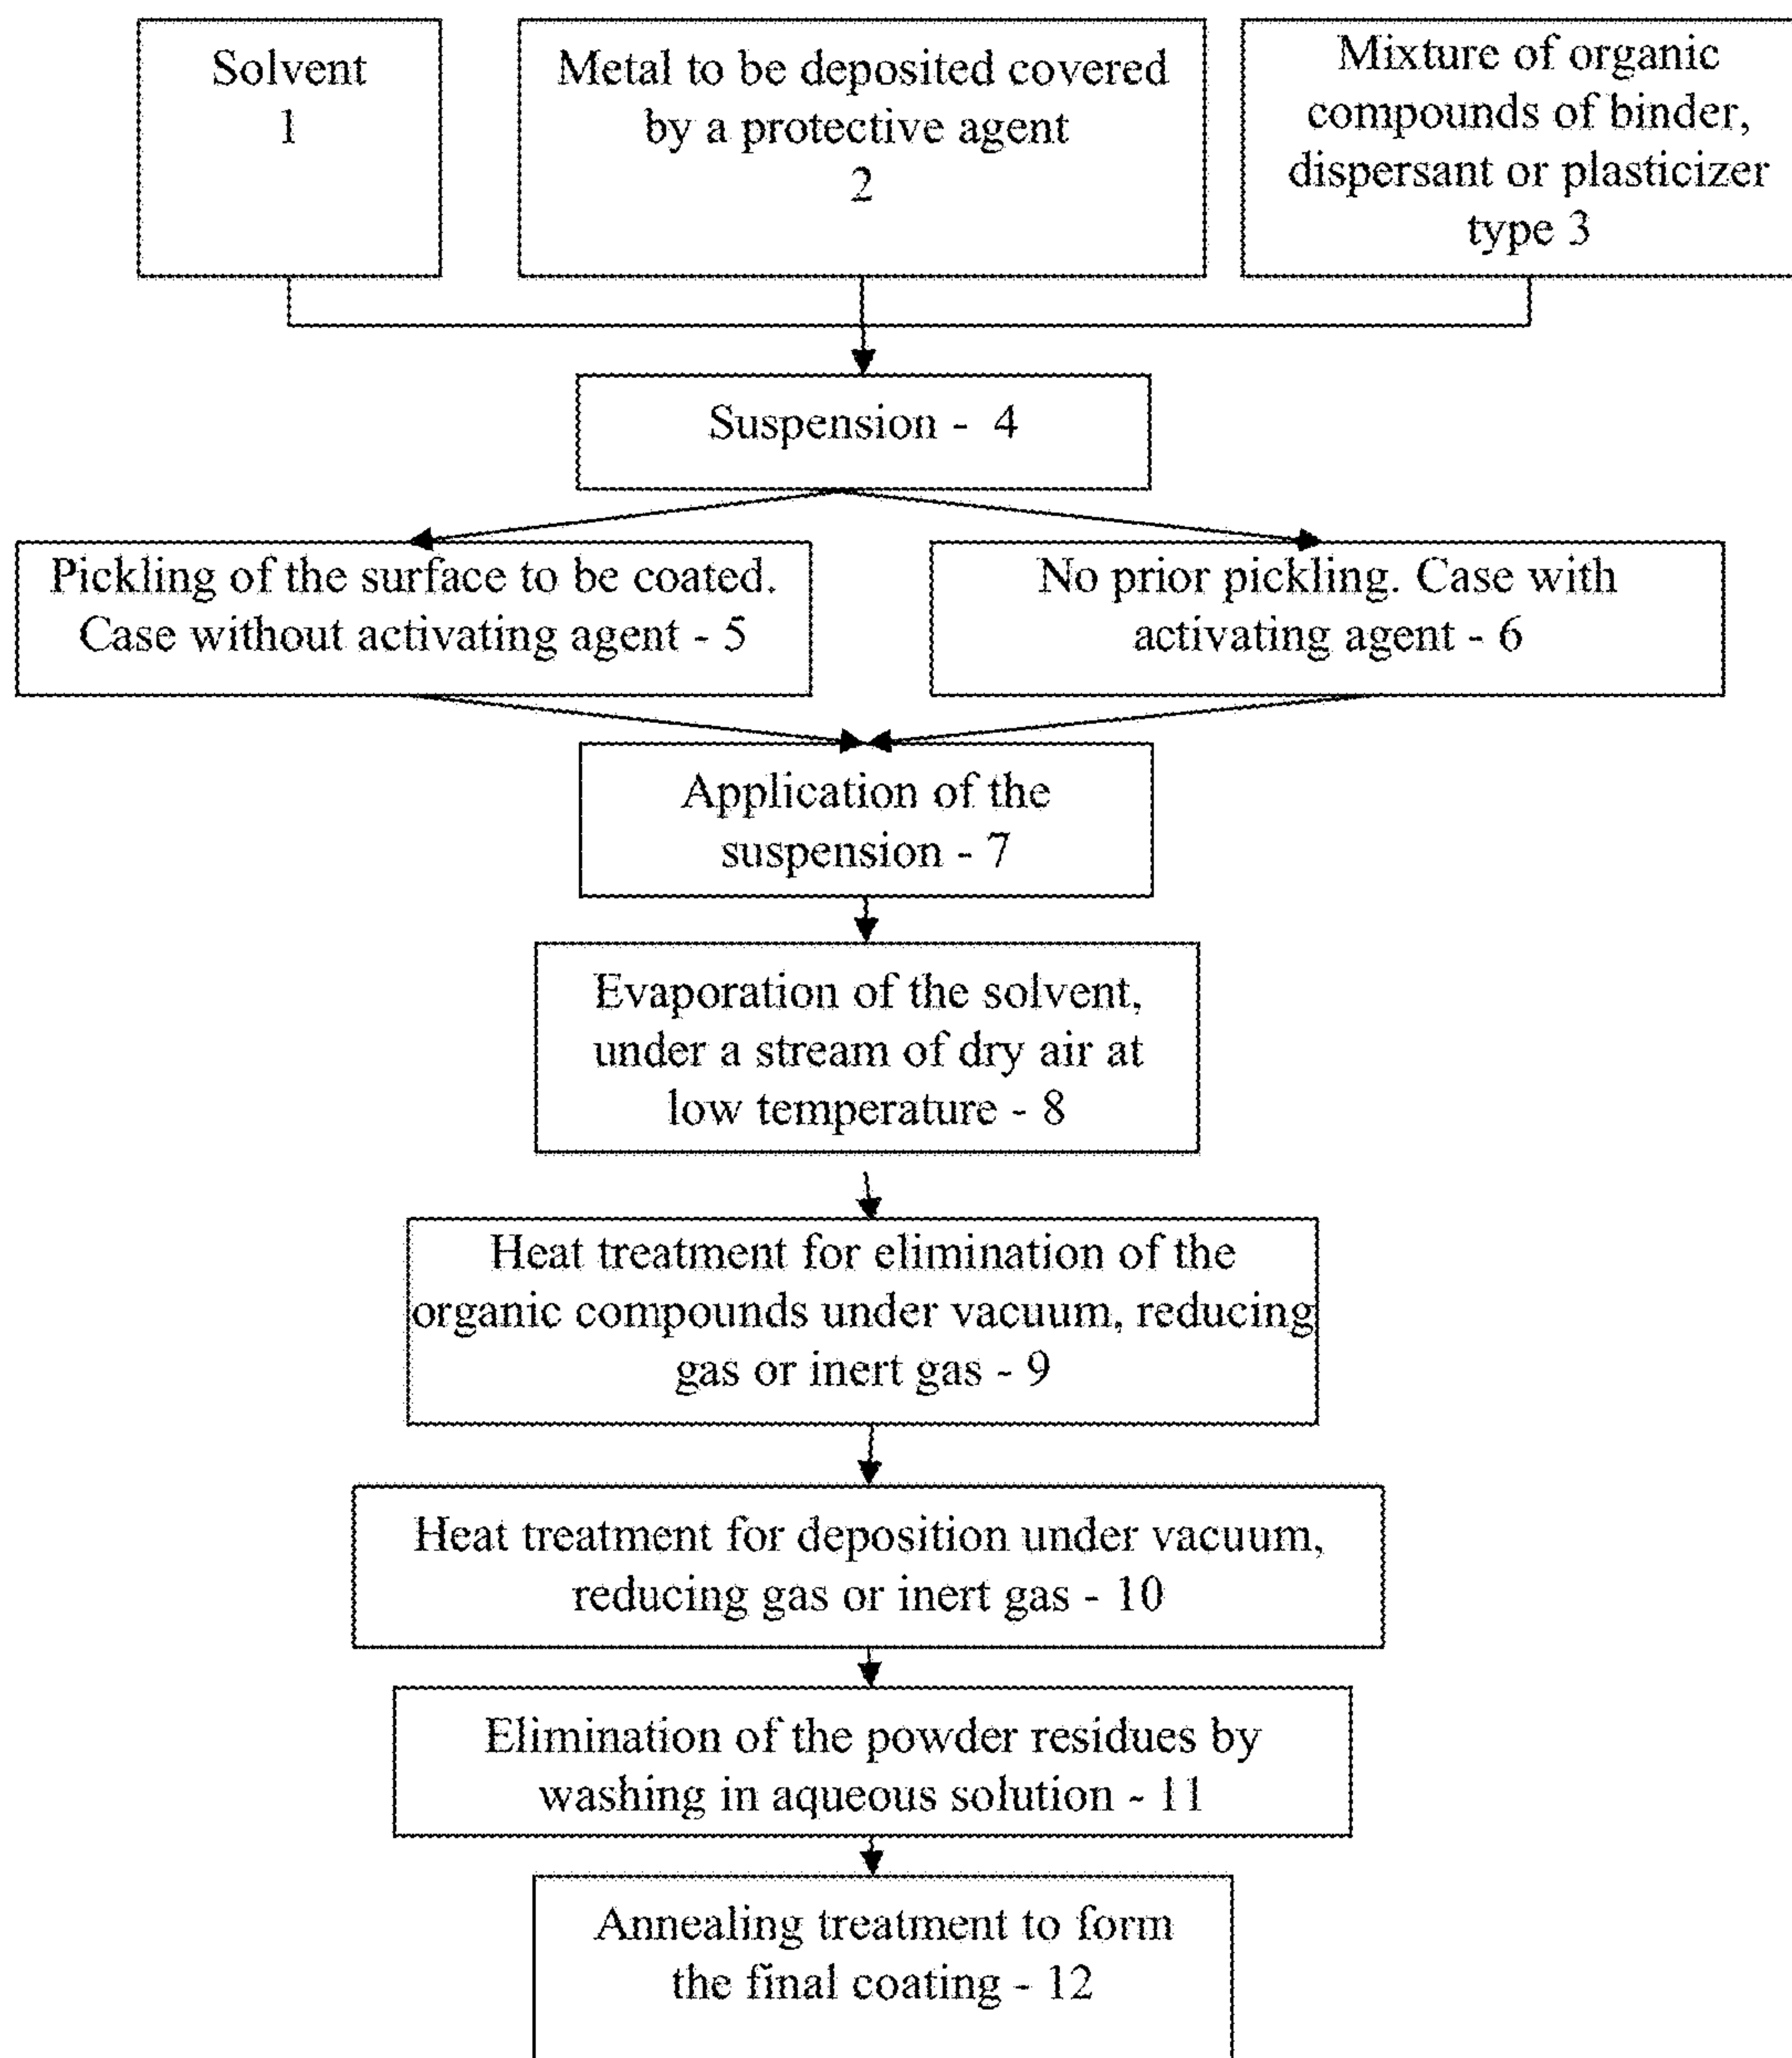 Solvent
1
Metal to be deposited covered
by a protective agent
2
Mixture of organic
compounds of binder,
dispersant or plasticizer
type 3
Suspension - 4
Pickling of the surface to be coated.
Case without activating agent - 5
No prior pickling. Case with
activating agent - 6
Application of the
suspension - 7
Evaporation of the solvent,
under a stream of dry air at
low temperature - 8
Heat treatment for elimination of the
organic compounds under vacuum, reducing
gas or inert gas - 9
Heat treatment for deposition under vacuum,
reducing gas or inert gas - 10
Elimination of the powder residues by
washing in aqueous solution - 11
Annealing treatment to form
the final coating - 12